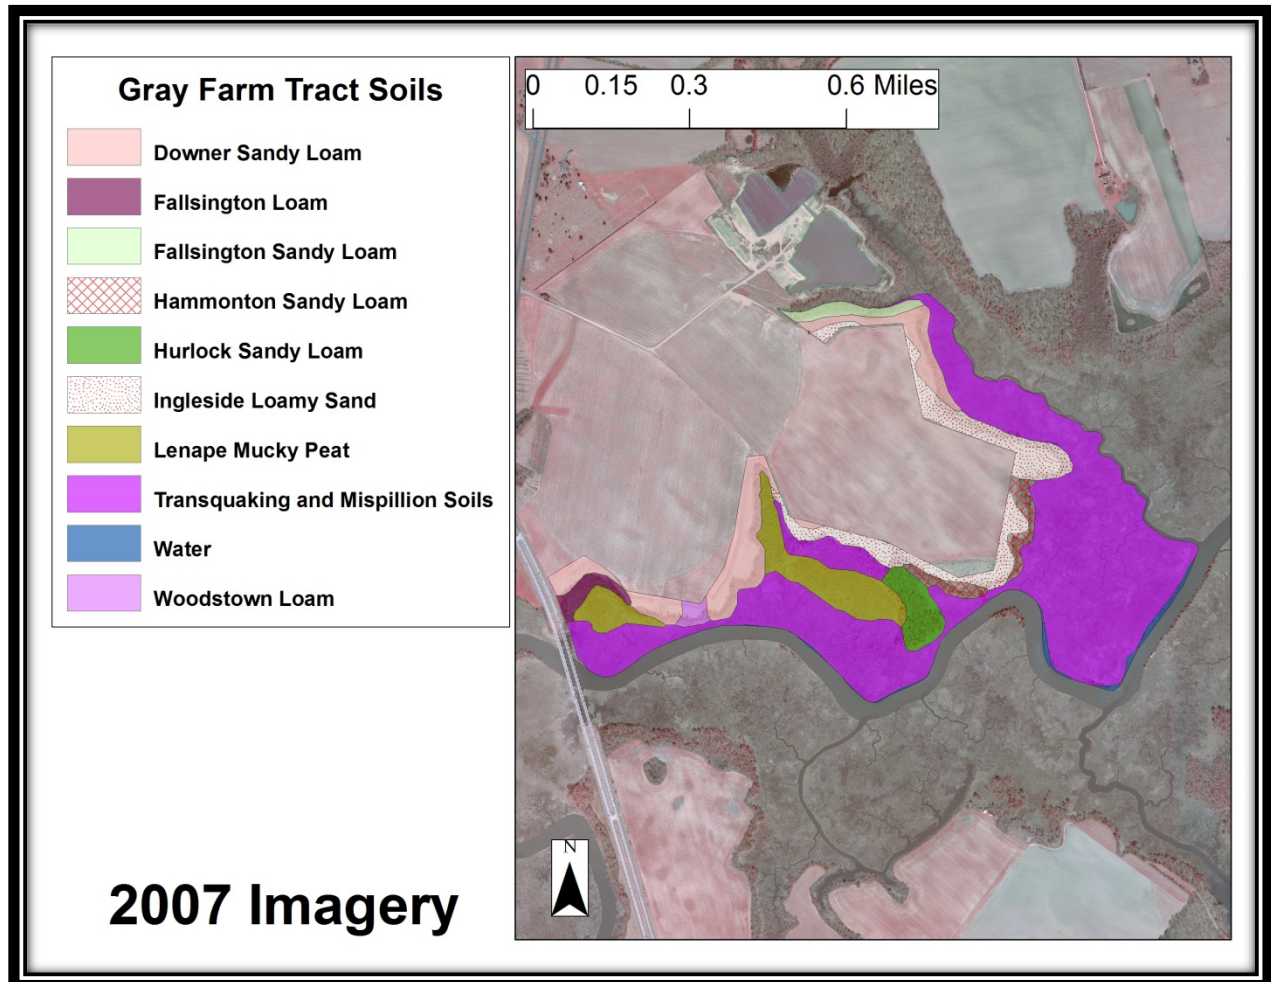 Gray Farm Tract Soils
Downer Sandy Loam
Fallsington Loam
Fallsington Sandy Loam
Hammonton Sandy Loam
Hurlock Sandy Loam
Ingleside Loamy Sand
Lenape Mucky Peat
Transquaking and Mispillion Soils
Water
Woodstown Loam
0 0.15 0.3 0.6 Miles
N
2007 Imagery